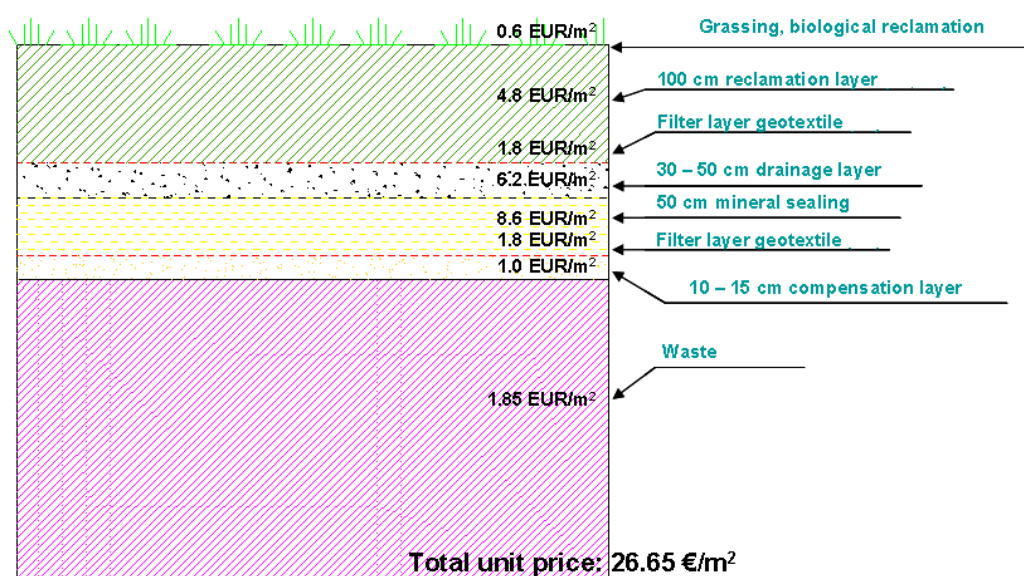 0.6 EUR/m²
Grassing, biological reclamation
4.8 EUR/m²
100 cm reclamation layer
1.8 EUR/m²
Filter layer geotextile
6.2 EUR/m²
30 – 50 cm drainage layer
8.6 EUR/m²
50 cm mineral sealing
1.8 EUR/m²
Filter layer geotextile
1.0 EUR/m²
10 – 15 cm compensation layer
Waste
1.85 EUR/m²
Total unit price: 26.65 €/m²